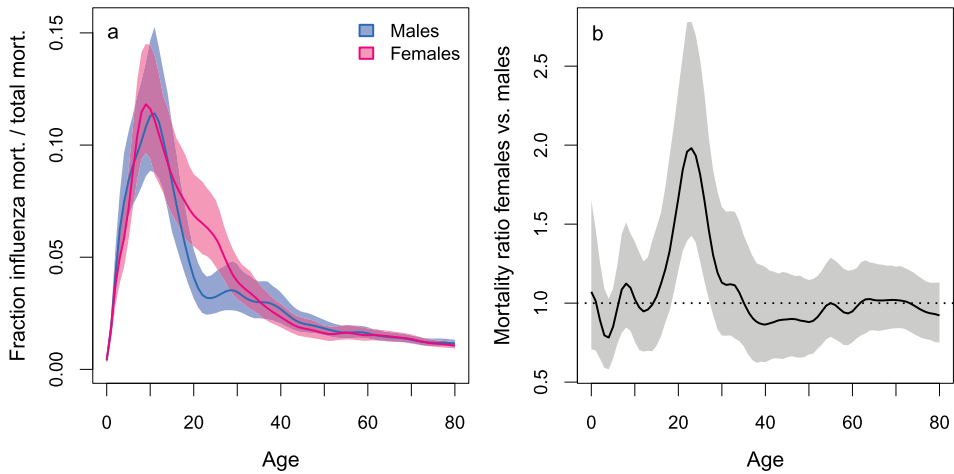 a
Males
Females
Fraction influenza mort. / total mort.
0.15
0.10
0.05
0.00
0
20
40
60
80
Age
b
Mortality ratio females vs. males
2.5
2.0
1.5
1.0
0.5
0
20
40
60
80
Age